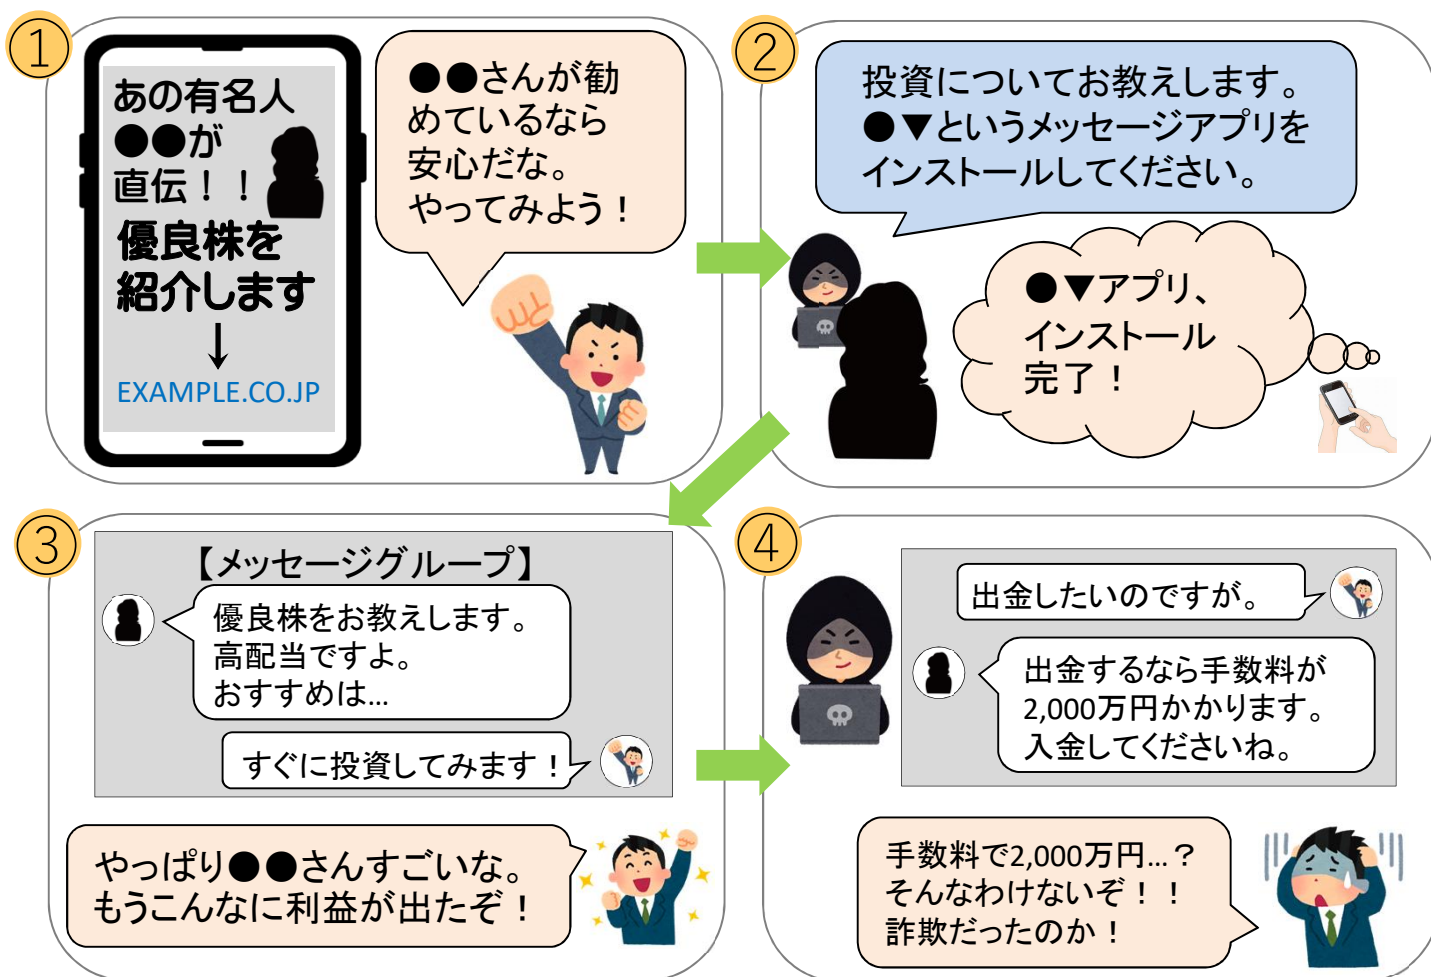 ①
あの有名人
●●が
直伝！！
優良株を
紹介します
↓
EXAMPLE.CO.JP
●●さんが勧
めているなら
安心だな。
やってみよう！
②
投資についてお教えします。
●▼というメッセージアプリを
インストールしてください。
●▼アプリ、
インストール
完了！
③
【メッセージグループ】
優良株をお教えします。
高配当ですよ。
おすすめは…
すぐに投資してみます！
やっぱり●●さんすごいな。
もうこんなに利益が出たぞ！
④
出金したいのですが。
出金するなら手数料が
2,000万円かかります。
入金してくださいね。
手数料で2,000万円…？
そんなわけないぞ！！
詐欺だったのか！